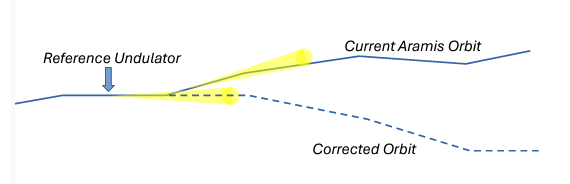 Current Aramis Orbit
Reference Undulator
Corrected Orbit